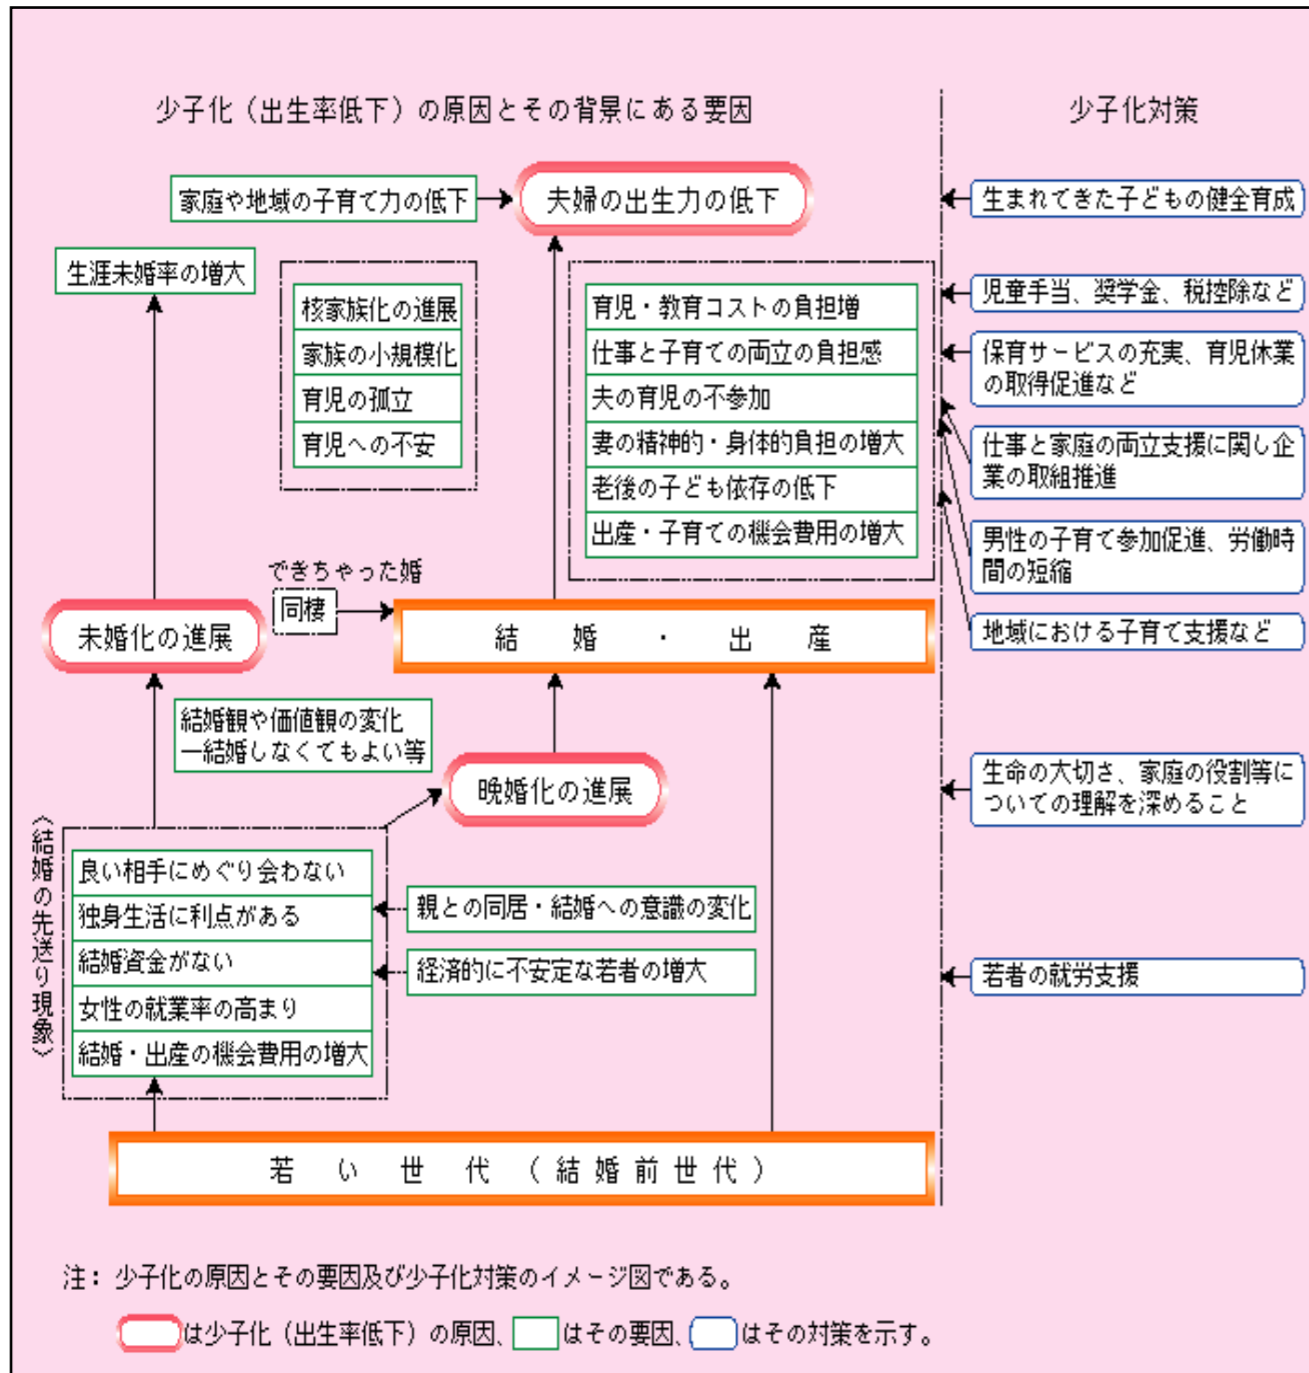 少子化(出生率低下)の原因とその背景にある要因
少子化対策
家庭や地域の子育て力の低下
夫婦の出生力の低下
生まれてきた子どもの健全育成
生涯未婚率の増大
核家族化の進展
家族の小規模化
育児の孤立
育児への不安
育児・教育コストの負担増
仕事と子育ての両立の負担感
夫の育児の不参加
妻の精神的・身体的負担の増大
老後の子ども依存の低下
出産・子育ての機会費用の増大
児童手当、奨学金、税控除など
保育サービスの充実、育児休業
の取得促進など
仕事と家庭の両立支援に関し企
業の取組推進
男性の子育て参加促進、労働時
間の短縮
地域における子育て支援など
できちゃった婚
同棲
未婚化の進展
結婚・出産
結婚観や価値観の変化
―結婚しなくてもよい等
晩婚化の進展
生命の大切さ、家庭の役割等に
ついての理解を深めること
〈結婚の先送り現象〉
良い相手にめぐり会わない
独身生活に利点がある
結婚資金がない
女性の就業率の高まり
結婚・出産の機会費用の増大
親との同居・結婚への意識の変化
経済的に不安定な若者の増大
若者の就労支援
若い世代(結婚前世代)
注:少子化の原因とその要因及び少子化対策のイメージ図である。
は少子化(出生率低下)の原因、はその要因、はその対策を示す。